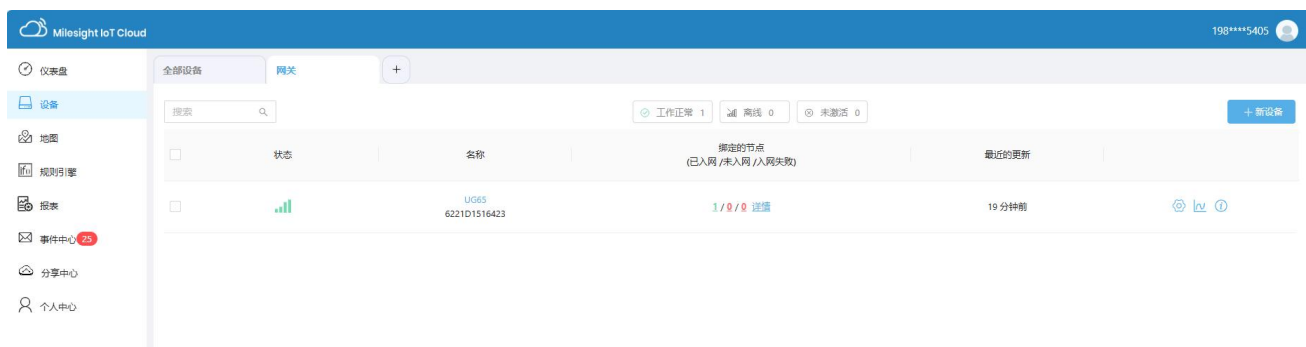 Milesight IoT Cloud
198****5405
仪表盘
设备
地图
规则引擎
报表
事件中心 25
分享中心
个人中心
全部设备 网关 +
搜索
工作正常 1 离线 0 未激活 0
+ 新设备
状态 名称 绑定的节点 最近的更新
(已入网 /未入网 /入网失败)
UG65
6221D1516423
1 / 0 / 0 详情
19 分钟前